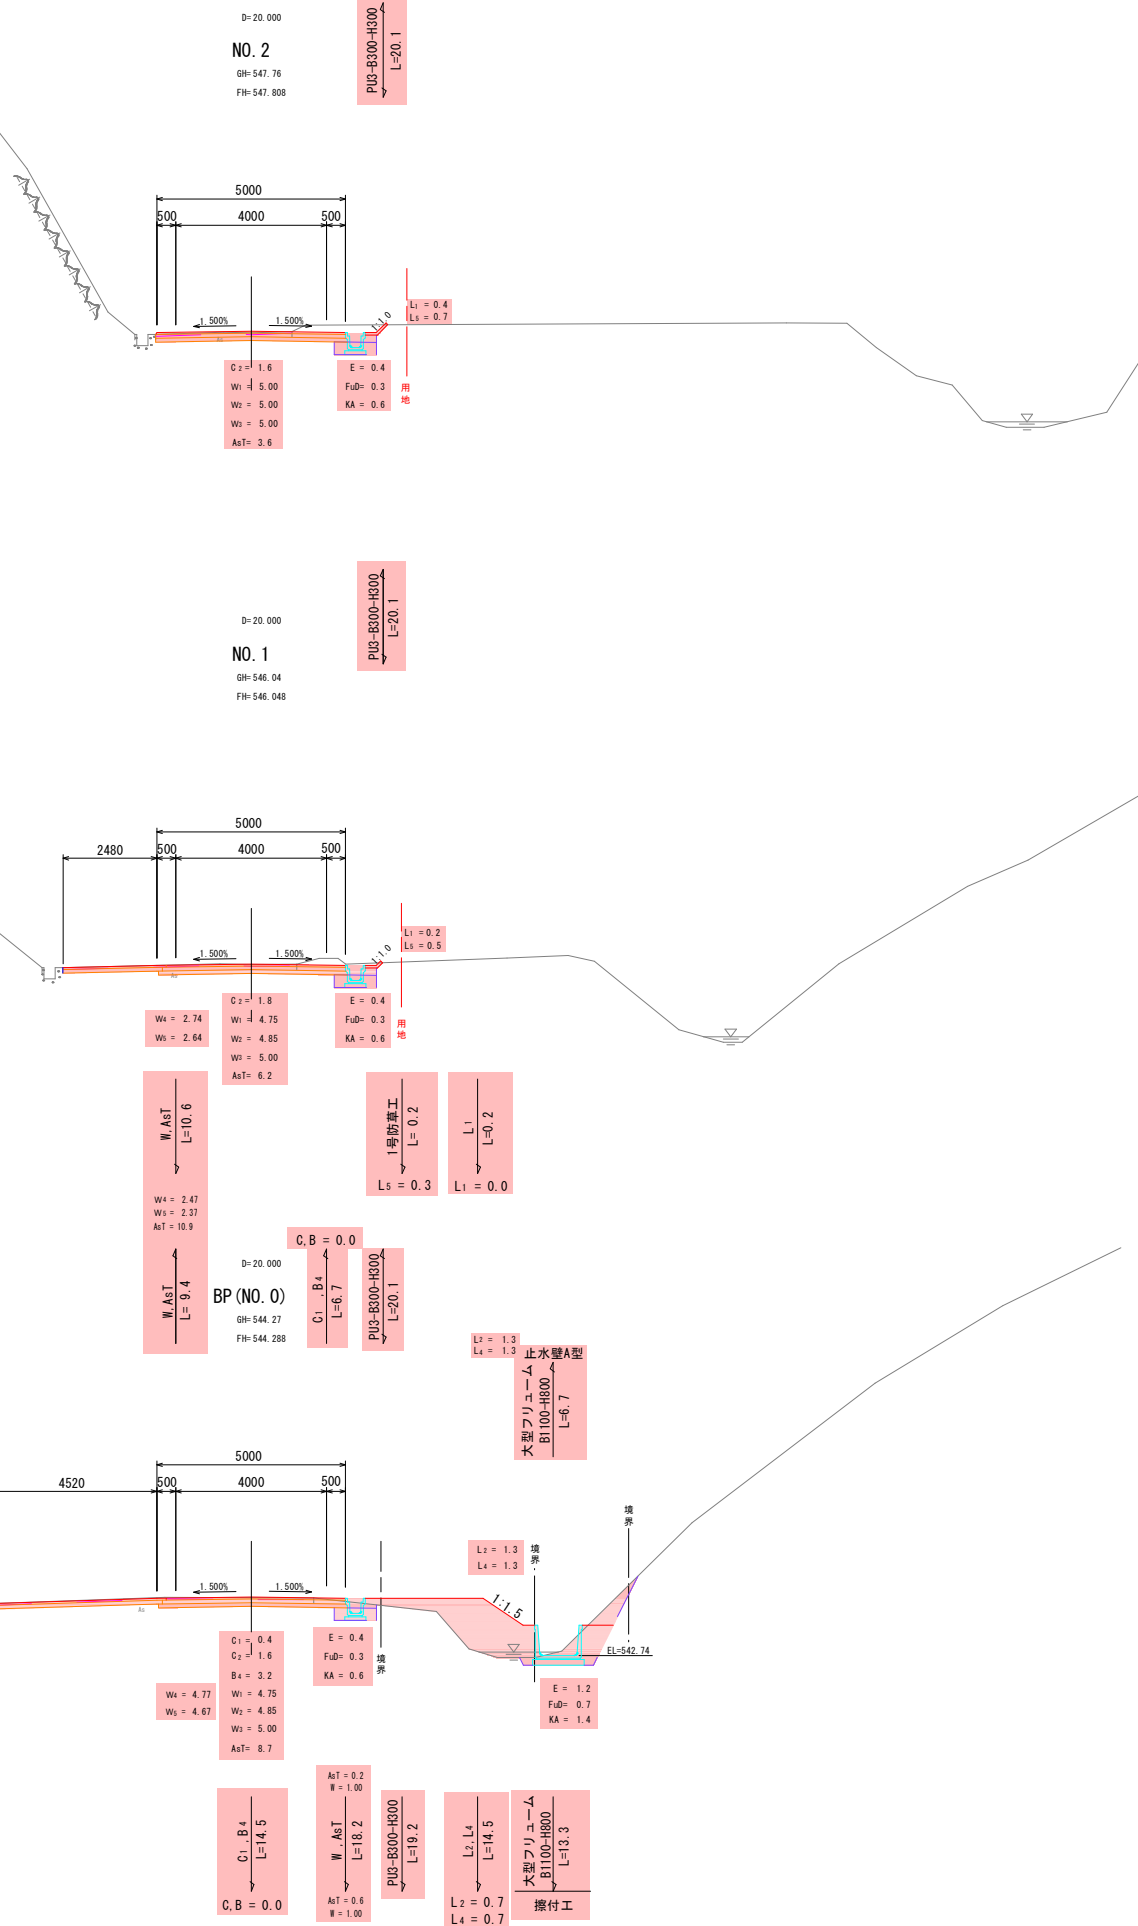 D=20.000
NO.2
GH=547.76
FH=547.808
PU3-B300-H300
L=20.1
5000
500
4000
500
1.500%
1.500%
1:1.0
L1 = 0.4
L5 = 0.7
As
C2 = 1.6
W1 = 5.00
W2 = 5.00
W3 = 5.00
AsT= 3.6
E = 0.4
FuD= 0.3
KA = 0.6
用地
PU3-B300-H300
L=20.1
D=20.000
NO.1
GH=546.04
FH=546.048
5000
2480
500
4000
500
1.500%
1.500%
1:1.0
L1 = 0.2
L5 = 0.5
As
W4 = 2.74
W5 = 2.64
C2 = 1.8
W1 = 4.75
W2 = 4.85
W3 = 5.00
AsT= 6.2
E = 0.4
FuD= 0.3
KA = 0.6
用地
W,AsT
L=10.6
1号防草工
L= 0.2
L5 = 0.3
L1
L=0.2
L1 = 0.0
W4 = 2.47
W5 = 2.37
AsT = 10.9
W,AsT
L= 9.4
C,B = 0.0
C1 ,B4
L=6.7
PU3-B300-H300
L=20.1
D=20.000
BP(NO.0)
GH=544.27
FH=544.288
L2 = 1.3
L4 = 1.3
止水壁A型
大型フリューム
B1100-H800
L=6.7
5000
4520
500
4000
500
1.500%
1.500%
1:1.5
L2 = 1.3
L4 = 1.3
境界
境界
境界
EL=542.74
As
W4 = 4.77
W5 = 4.67
C1 = 0.4
C2 = 1.6
B4 = 3.2
W1 = 4.75
W2 = 4.85
W3 = 5.00
AsT= 8.7
E = 0.4
FuD= 0.3
KA = 0.6
E = 1.2
FuD= 0.7
KA = 1.4
C1 ,B4
L=14.5
C,B = 0.0
AsT = 0.2
W = 1.00
W ,AsT
L=18.2
AsT = 0.6
W = 1.00
PU3-B300-H300
L=19.2
L2,L4
L=14.5
L2 = 0.7
L4 = 0.7
大型フリューム
B1100-H800
L=13.3
擦付工